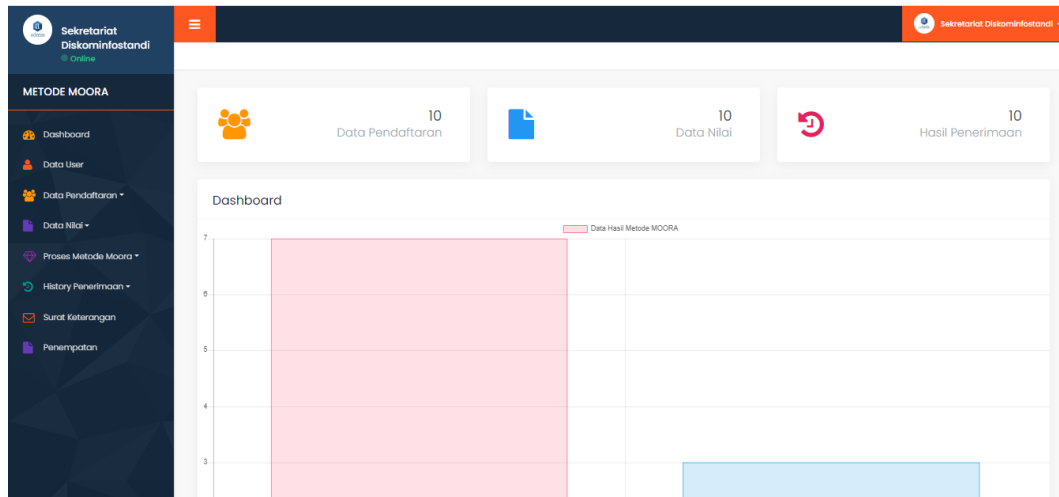 Sekretariat
Diskominfostandi
Online
Sekretariat Diskominfostandi
METODE MOORA
Dashboard
Data User
Data Pendaftaran
Data Nilai
Proses Metode Moora
History Penerimaan
Surat Keterangan
Penempatan
10
Data Pendaftaran
10
Data Nilai
10
Hasil Penerimaan
Dashboard
Data Hasil Metode MOORA
7
6
5
4
3